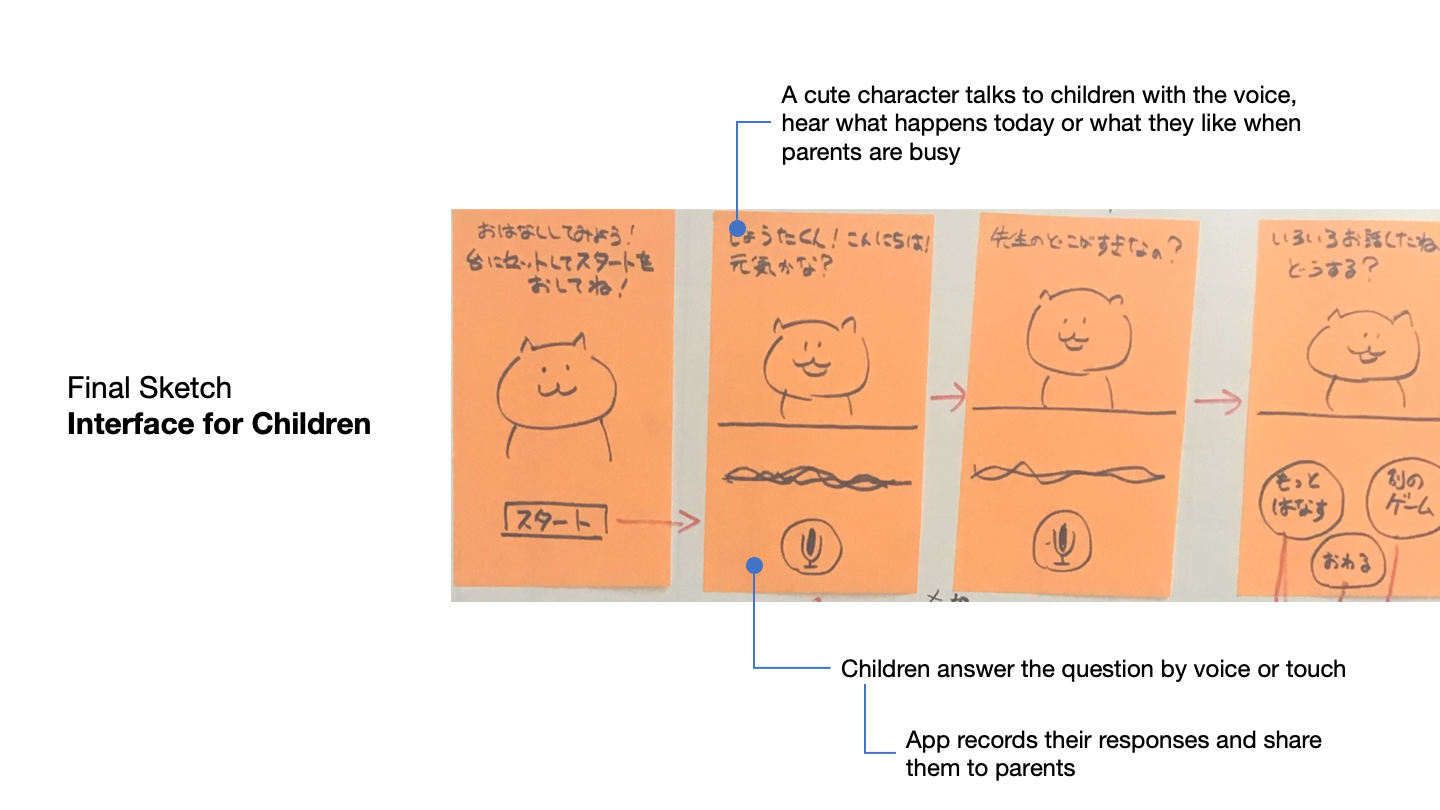 A cute character talks to children with the voice,
hear what happens today or what they like when
parents are busy
Final Sketch
Interface for Children
おはなししてみよう!
台にセットしてスタートを
おしてね!
スタート
しょうたくん! こんにちは!
元気かな?
先生のどこがすきなの?
いろいろお話したね
どうする?
もっと
はなす
別の
ゲーム
おわる
Children answer the question by voice or touch
App records their responses and share
them to parents